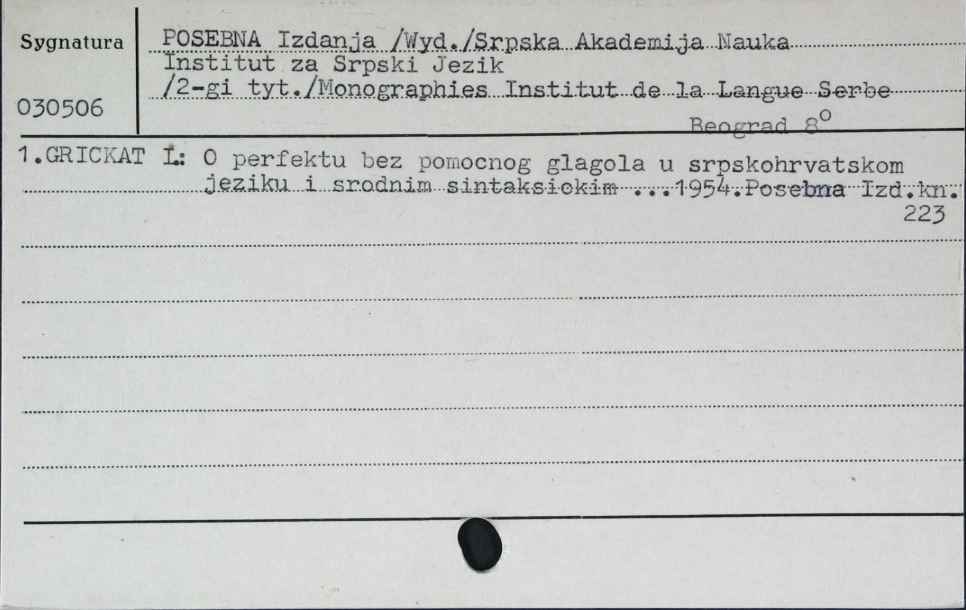 Sygnatura
030506
POSEBNA Izdanja /Wyd./Srpska Akademija Nauka
Institut za Srpski Jezik
/2-gi tyt./Monographies Institut de la Langue Serbe
Beograd 8º
1.GRICKAT I.: O perfektu bez pomocnog glagola u srpskohrvatskom
jeziku i srodnim sintaksickim ...1954.Posebna Izd.kn.
223